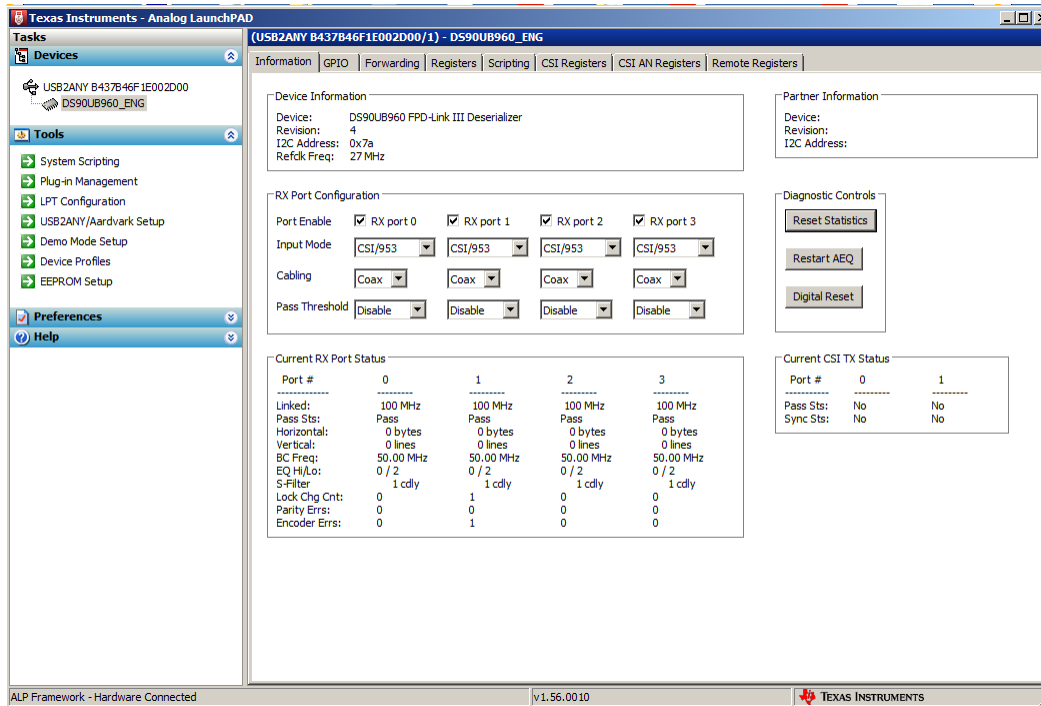 Texas Instruments - Analog LaunchPAD
Tasks
Devices
USB2ANY B437B46F1E002D00
DS90UB960_ENG
Tools
System Scripting
Plug-in Management
LPT Configuration
USB2ANY/Aardvark Setup
Demo Mode Setup
Device Profiles
EEPROM Setup
Preferences
Help
(USB2ANY B437B46F1E002D00/1) - DS90UB960_ENG
Information GPIO Forwarding Registers Scripting CSI Registers CSI AN Registers Remote Registers
Device Information
Device: DS90UB960 FPD-Link III Deserializer
Revision: 4
I2C Address: 0x7a
Refclk Freq: 27 MHz
Partner Information
Device:
Revision:
I2C Address:
RX Port Configuration
Port Enable RX port 0 RX port 1 RX port 2 RX port 3
Input Mode CSI/953 CSI/953 CSI/953 CSI/953
Cabling Coax Coax Coax Coax
Pass Threshold Disable Disable Disable Disable
Diagnostic Controls
Reset Statistics
Restart AEQ
Digital Reset
Current RX Port Status
Port # 0 1 2 3
------------ --------- --------- --------- ---------
Linked: 100 MHz 100 MHz 100 MHz 100 MHz
Pass Sts: Pass Pass Pass Pass
Horizontal: 0 bytes 0 bytes 0 bytes 0 bytes
Vertical: 0 lines 0 lines 0 lines 0 lines
BC Freq: 50.00 MHz 50.00 MHz 50.00 MHz 50.00 MHz
EQ Hi/Lo: 0 / 2 0 / 2 0 / 2 0 / 2
S-Filter 1 cdly 1 cdly 1 cdly 1 cdly
Lock Chg Cnt: 0 1 0 0
Parity Errs: 0 0 0 0
Encoder Errs: 0 1 0 0
Current CSI TX Status
Port # 0 1
----------- --------- ---------
Pass Sts: No No
Sync Sts: No No
ALP Framework - Hardware Connected
v1.56.0010
TEXAS INSTRUMENTS